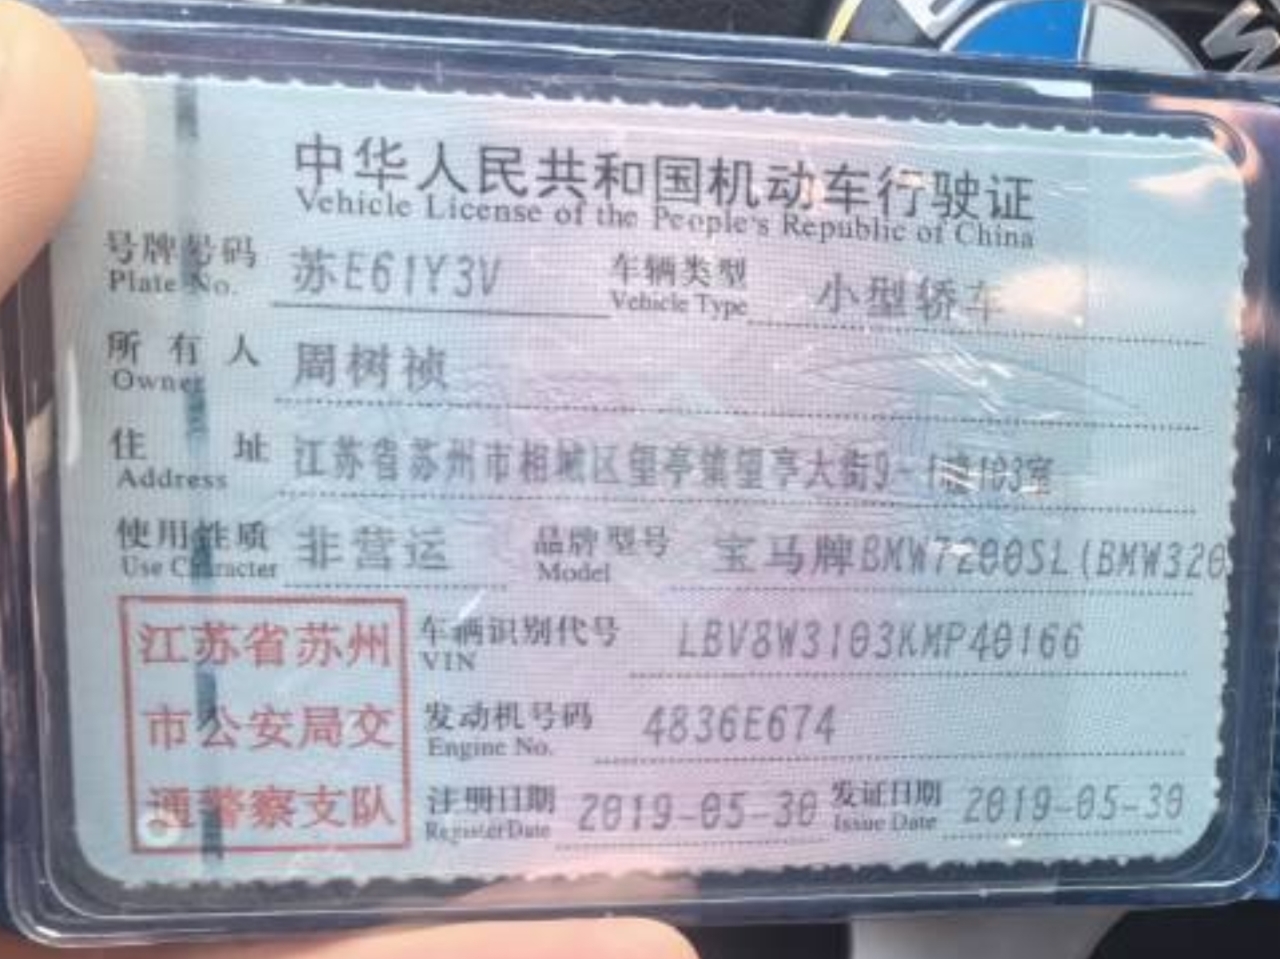 中华人民共和国机动车行驶证
Vehicle License of the People's Republic of China
号牌号码 苏E61Y3V 车辆类型 小型轿车
Plate No. Vehicle Type
所有人 周树祯
Owner
住址 江苏省苏州市相城区望亭镇望亭大街9-1幢103室
Address
使用性质 非营运 品牌型号 宝马牌BMW7200SL(BMW320
Use Character Model
江苏省苏州
市公安局交
通警察支队
车辆识别代号 LBV8W3103KMP40166
VIN
发动机号码 4836E674
Engine No.
注册日期 2019-05-30 发证日期 2019-05-30
Register Date Issue Date